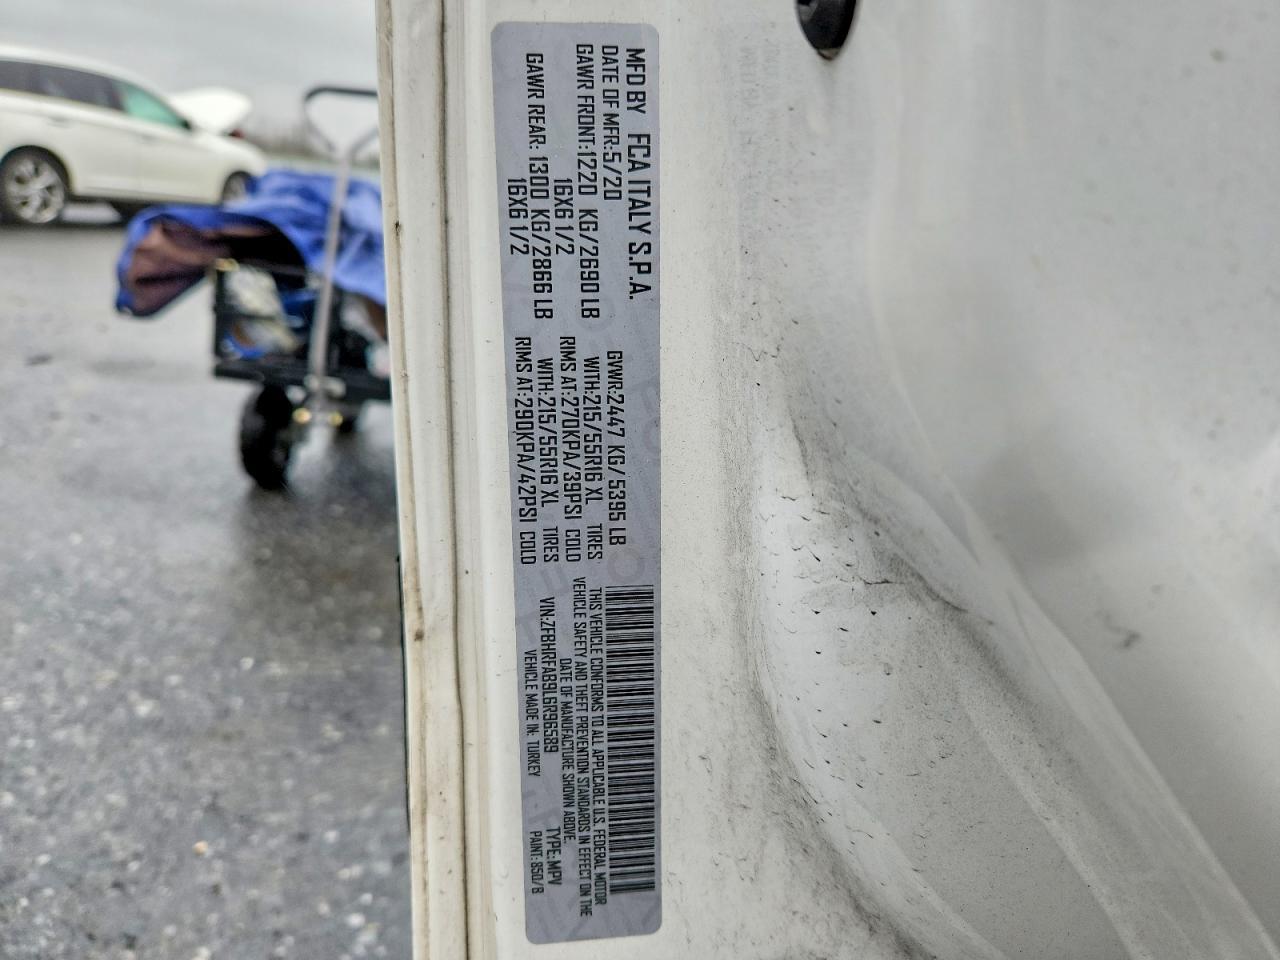 MFD BY FCA ITALY S.P.A.
DATE OF MFR:5/20 GVWR:2447 KG/ 5395 LB
GAWR FRONT:1220 KG/2690 LB WITH:215/55R16 XL TIRES
16X6 1/2 RIMS AT:270KPA/39PSI COLD
GAWR REAR: 1300 KG/2866 LB WITH:215/55R16 XL TIRES
16X6 1/2 RIMS AT:290KPA/42PSI COLD
THIS VEHICLE CONFORMS TO ALL APPLICABLE U.S. FEDERAL MOTOR
VEHICLE SAFETY AND THEFT PREVENTION STANDARDS IN EFFECT ON THE
DATE OF MANUFACTURE SHOWN ABOVE.
VIN:ZFBHRFAB9L6R96589 TYPE:MPV
VEHICLE MADE IN: TURKEY PAINT:850/B